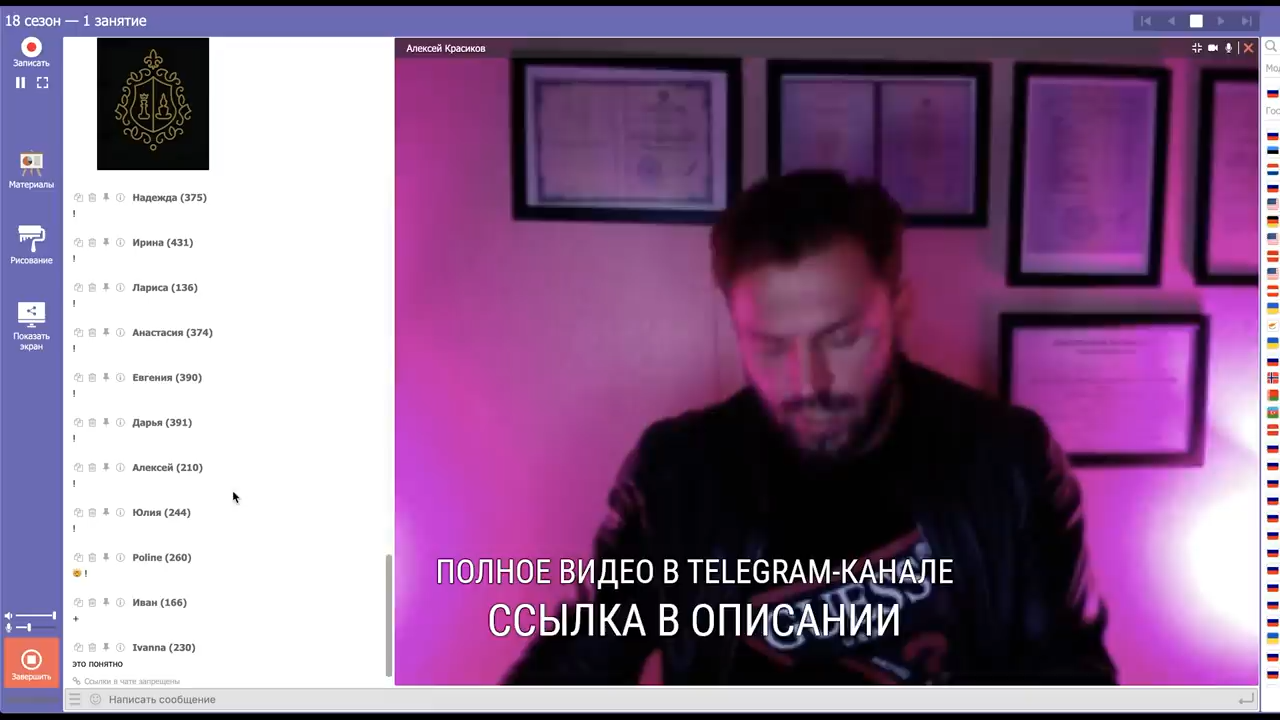 18 сезон — 1 занятие
Записать
Материалы
Рисование
Показать
экран
Завершить
Надежда (375)
!
Ирина (431)
!
Лариса (136)
!
Анастасия (374)
!
Евгения (390)
!
Дарья (391)
!
Алексей (210)
!
Юлия (244)
!
Poline (260)
!
Иван (166)
+
Ivanna (230)
это понятно
Ссылки в чате запрещены
Написать сообщение
Алексей Красиков
ПОЛНОЕ ВИДЕО В TELEGRAM-КАНАЛЕ
ССЫЛКА В ОПИСАНИИ
Мо
Гос